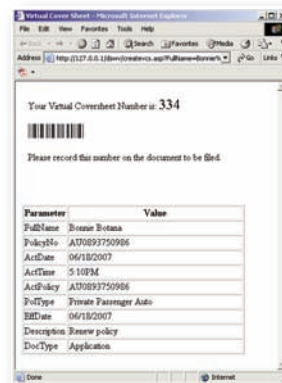 Virtual Cover Sheet - Microsoft Internet Explorer
File Edit View Favorites Tools Help
Back Search Favorites Media
Address Go Links
Your Virtual Coversheet Number is: 334
Please record this number on the document to be filed.
Parameter Value
FullName Bonnie Botana
PolicyNo AU0893750986
ActDate 06/18/2007
ActTime 5:10PM
ActPolicy AU0893750986
PolType Private Passenger Auto
EffDate 06/18/2007
Description Renew policy
DocType Application
Done Internet